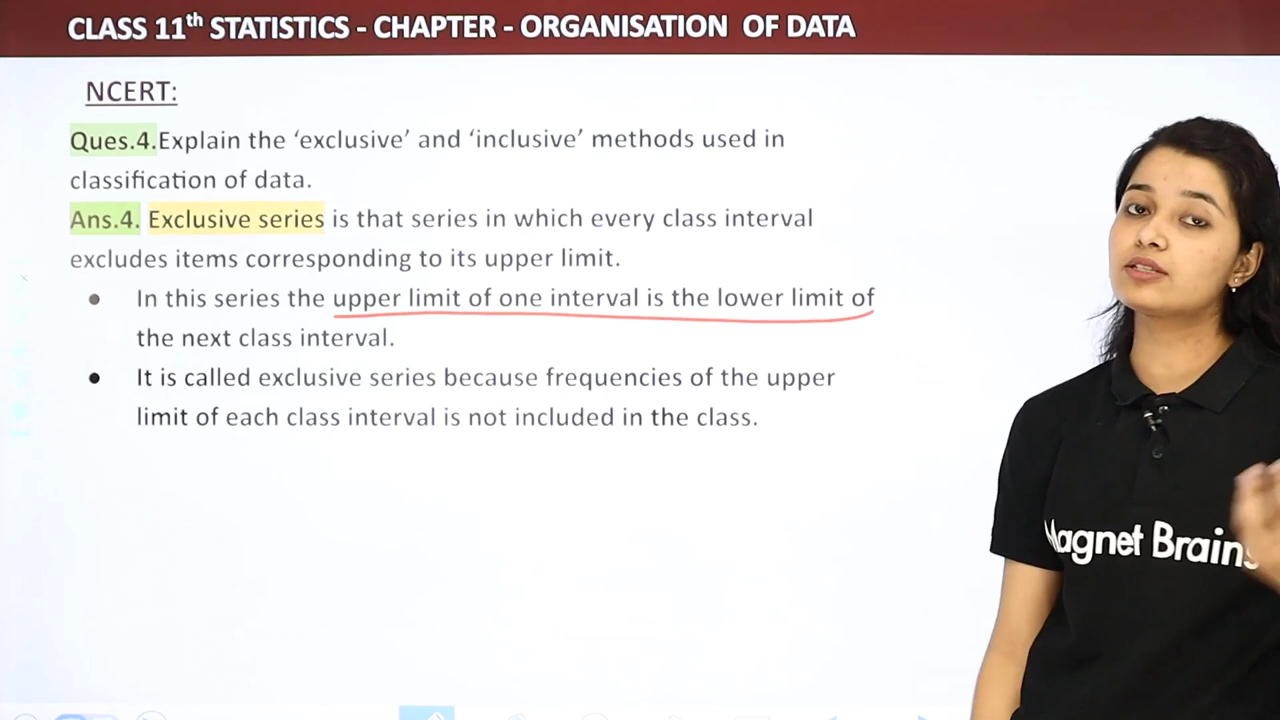 CLASS 11th STATISTICS - CHAPTER - ORGANISATION OF DATA
NCERT:
Ques.4.Explain the ‘exclusive’ and ‘inclusive’ methods used in
classification of data.
Ans.4. Exclusive series is that series in which every class interval
excludes items corresponding to its upper limit.
● In this series the upper limit of one interval is the lower limit of
the next class interval.
● It is called exclusive series because frequencies of the upper
limit of each class interval is not included in the class.
Magnet Brains